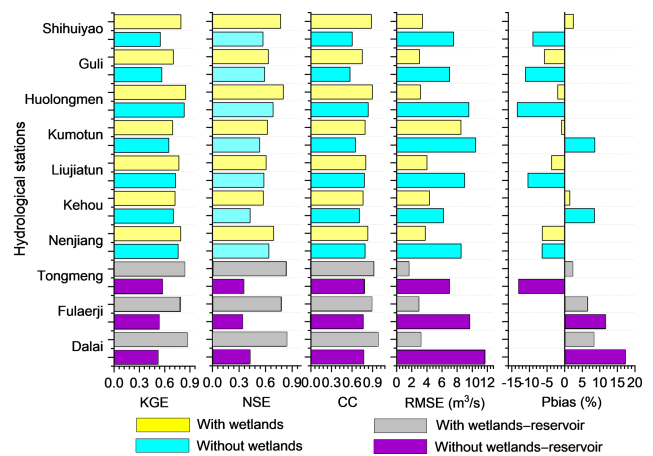 Hydrological stations
Shihuiyao
Guli
Huolongmen
Kumotun
Liujiatun
Kehou
Nenjiang
Tongmeng
Fulaerji
Dalai
0.0 0.3 0.6 0.9 0.0 0.3 0.6 0.9 0.0 0.3 0.6 0.9 0 2 4 6 8 10 12 -15 -10 -5 0 5 10 15 20
KGE NSE CC RMSE (m³/s) Pbias (%)
With wetlands With wetlands–reservoir
Without wetlands Without wetlands–reservoir